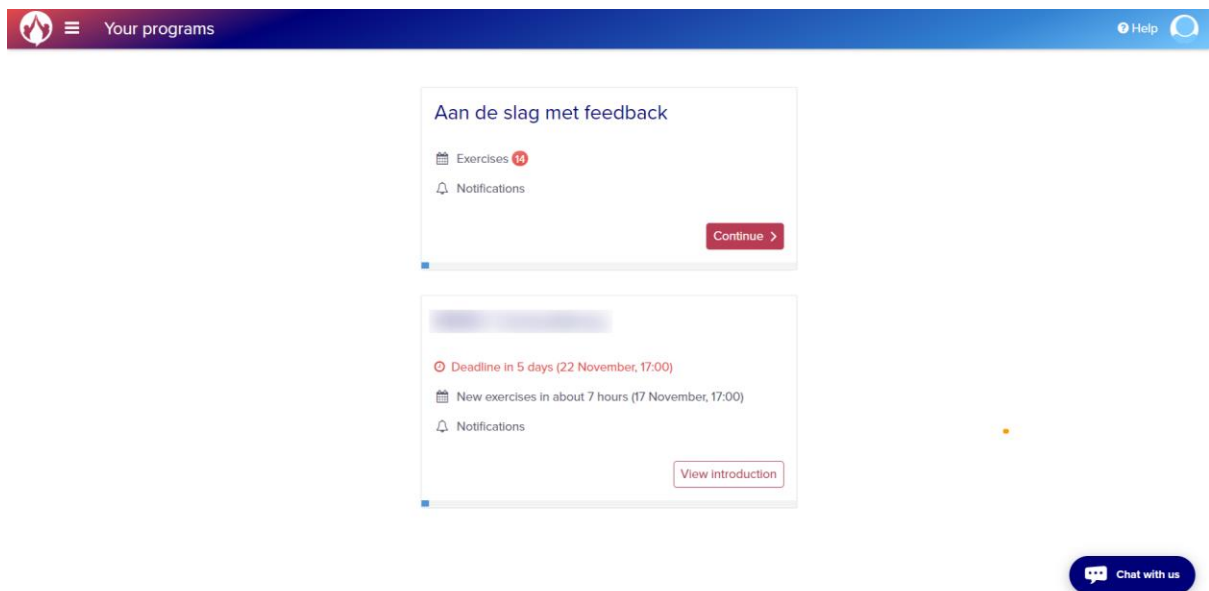 Your programs
Help
Aan de slag met feedback
Exercises 14
Notifications
Continue
Deadline in 5 days (22 November, 17:00)
New exercises in about 7 hours (17 November, 17:00)
Notifications
View introduction
Chat with us